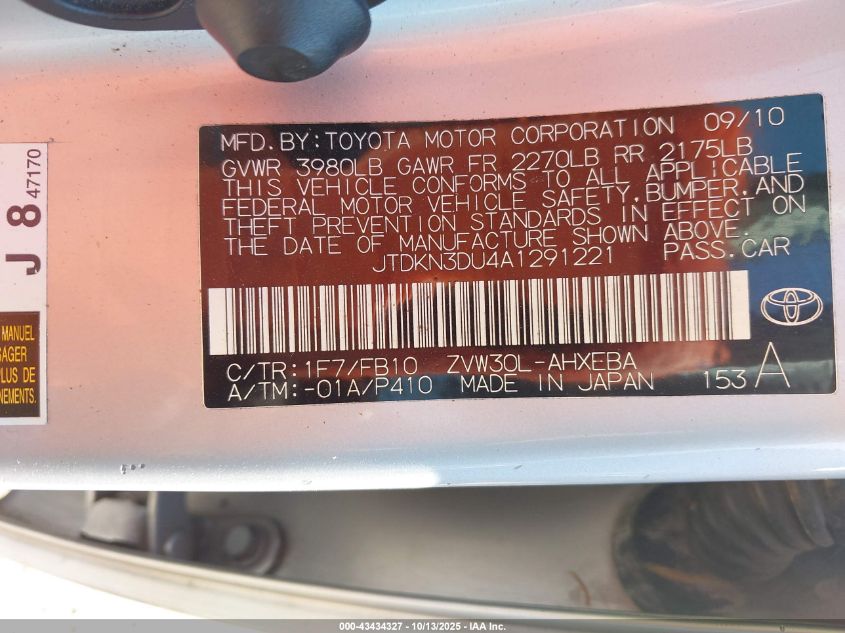 MFD. BY: TOYOTA MOTOR CORPORATION 09/10
GVWR 3980LB GAWR FR 2270LB RR 2175LB
THIS VEHICLE CONFORMS TO ALL APPLICABLE
FEDERAL MOTOR VEHICLE SAFETY, BUMPER, AND
THEFT PREVENTION STANDARDS IN EFFECT ON
THE DATE OF MANUFACTURE SHOWN ABOVE.
JTDKN3DU4A1291221 PASS. CAR
C/TR: 1F7/FB10 ZVW30L-AHXEBA
A/TM: -01A/P410 MADE IN JAPAN 153 A
J 8 47170
MANUEL
PLUS DE
NEMENTS.
000-43434327 - 10/13/2025 - IAA Inc.